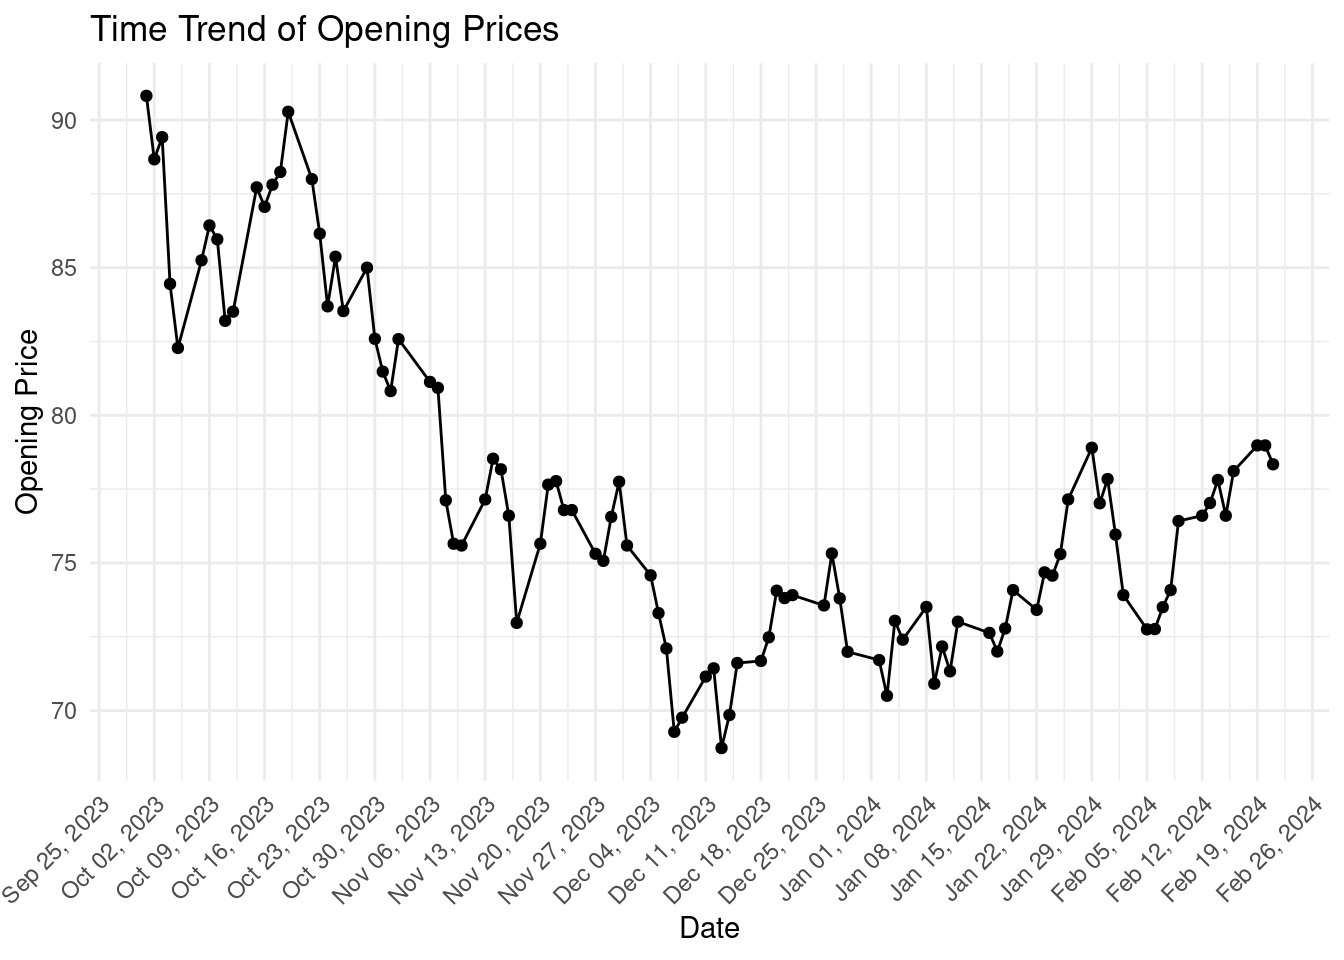 Time Trend of Opening Prices
90
85
80
75
70
Opening Price
Sep 25, 2023
Oct 02, 2023
Oct 09, 2023
Oct 16, 2023
Oct 23, 2023
Oct 30, 2023
Nov 06, 2023
Nov 13, 2023
Nov 20, 2023
Nov 27, 2023
Dec 04, 2023
Dec 11, 2023
Dec 18, 2023
Dec 25, 2023
Jan 01, 2024
Jan 08, 2024
Jan 15, 2024
Jan 22, 2024
Jan 29, 2024
Feb 05, 2024
Feb 12, 2024
Feb 19, 2024
Feb 26, 2024
Date